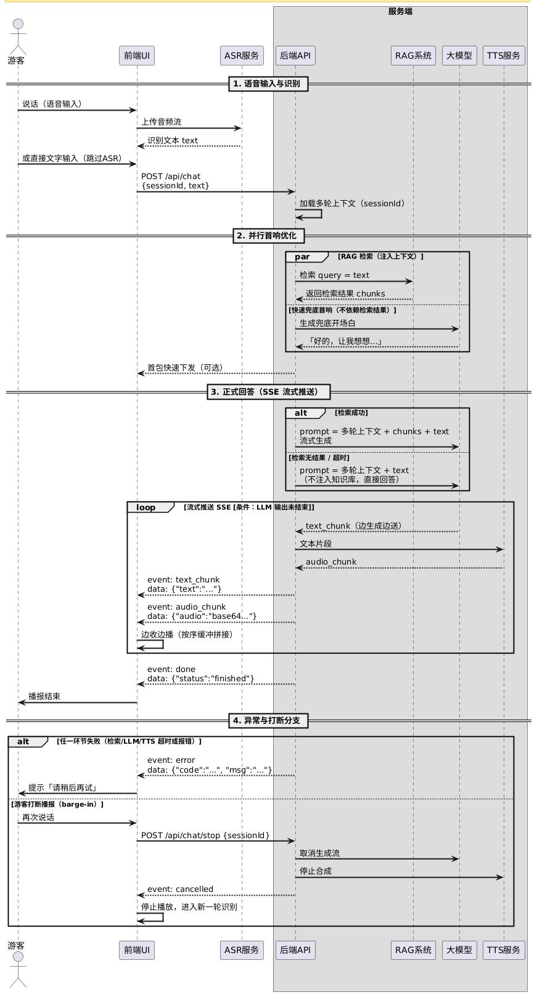 服务端
游客
前端UI
ASR服务
后端API
RAG系统
大模型
TTS服务
1. 语音输入与识别
说话（语音输入）
上传音频流
识别文本 text
或直接文字输入（跳过ASR）
POST /api/chat
{sessionId, text}
加载多轮上下文（sessionId）
2. 并行首响优化
par
[RAG 检索（注入上下文）]
检索 query = text
返回检索结果 chunks
[快速兜底首响（不依赖检索结果）]
生成兜底开场白
「好的，让我想想...」
首包快速下发（可选）
3. 正式回答（SSE 流式推送）
alt
[检索成功]
prompt = 多轮上下文 + chunks + text
流式生成
[检索无结果 / 超时]
prompt = 多轮上下文 + text
（不注入知识库，直接回答）
loop
[流式推送 SSE [条件：LLM 输出未结束]]
text_chunk（边生成边送）
文本片段
audio_chunk
event: text_chunk
data: {"text":"..."}
event: audio_chunk
data: {"audio":"base64..."}
边收边播（按序缓冲拼接）
event: done
data: {"status":"finished"}
播报结束
4. 异常与打断分支
alt
[任一环节失败（检索/LLM/TTS 超时或报错）]
event: error
data: {"code":"...", "msg":"..."}
提示「请稍后再试」
[游客打断播报（barge-in）]
再次说话
POST /api/chat/stop {sessionId}
取消生成流
停止合成
event: cancelled
停止播放，进入新一轮识别
游客
前端UI
ASR服务
后端API
RAG系统
大模型
TTS服务